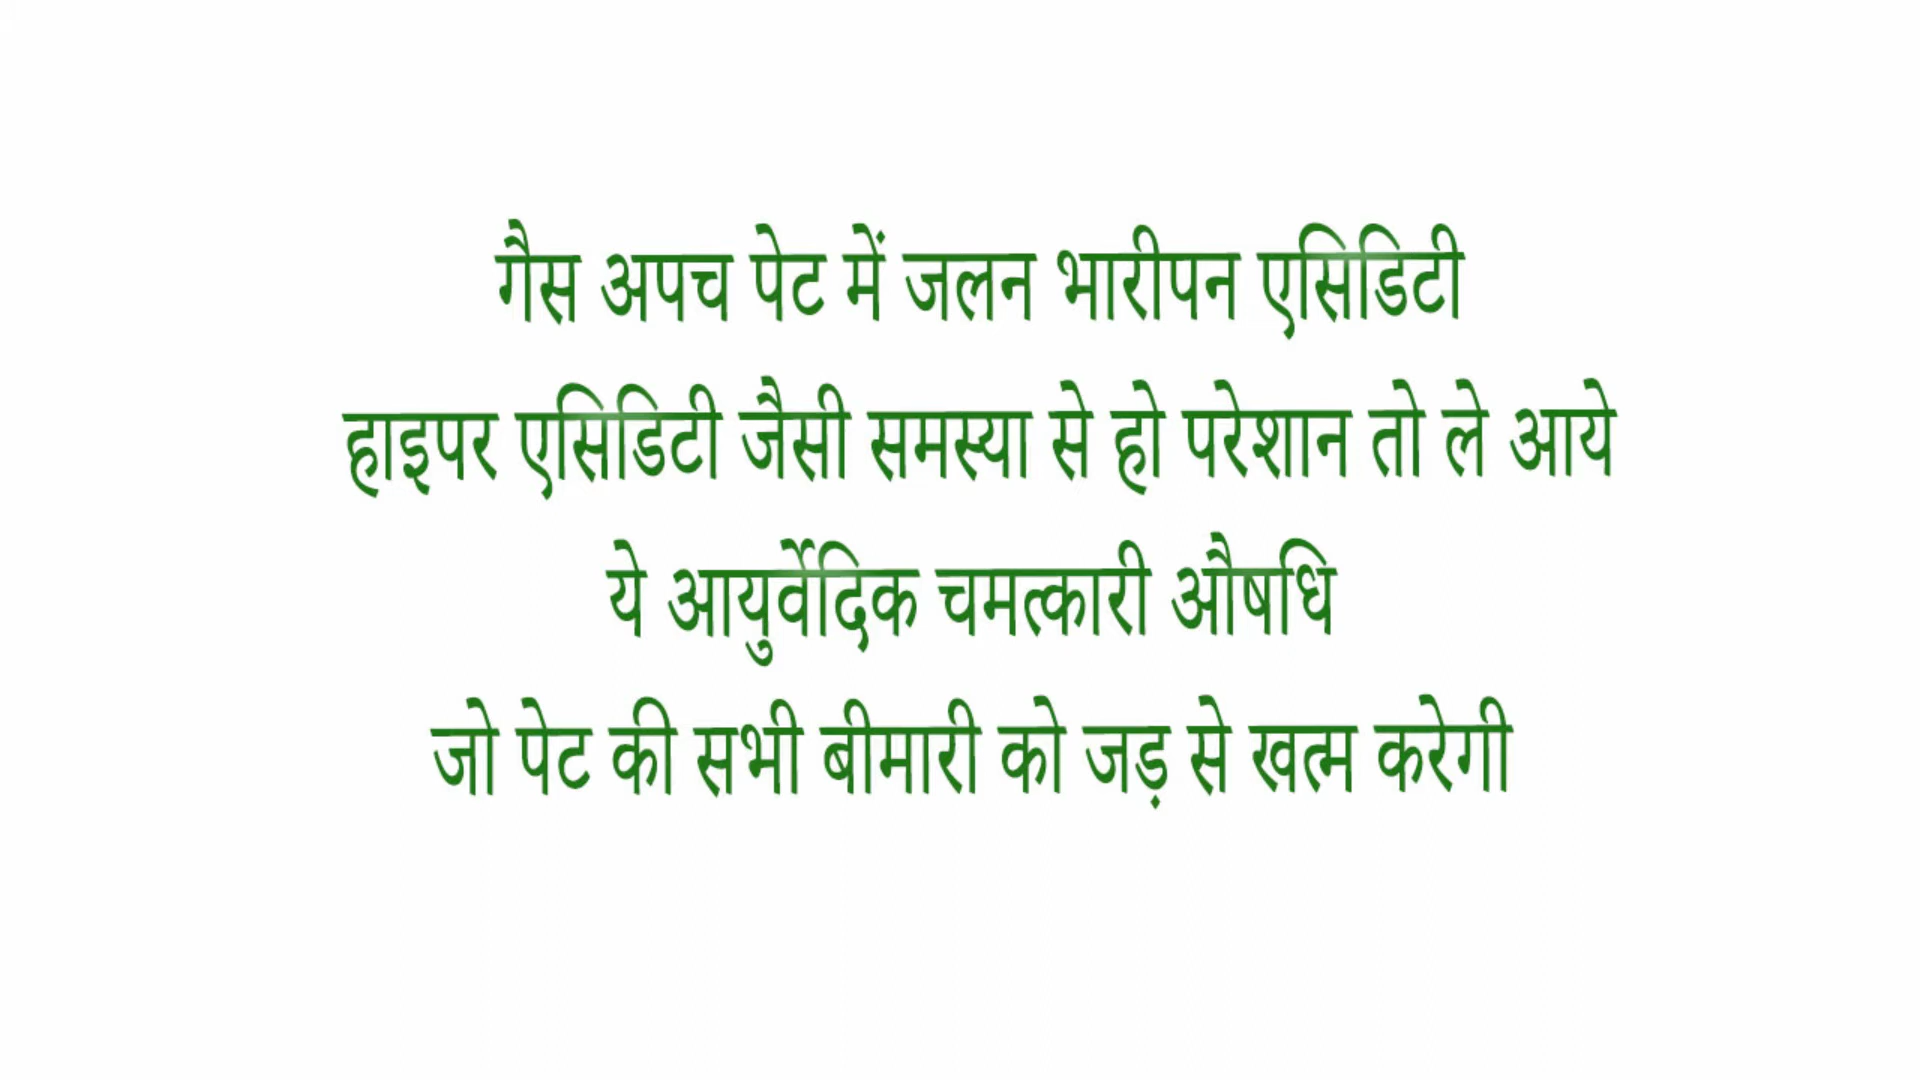 गैस अपच पेट में जलन भारीपन एसिडिटी
हाइपर एसिडिटी जैसी समस्या से हो परेशान तो ले आये
ये आयुर्वेदिक चमत्कारी औषधि
जो पेट की सभी बीमारी को जड़ से खत्म करेगी